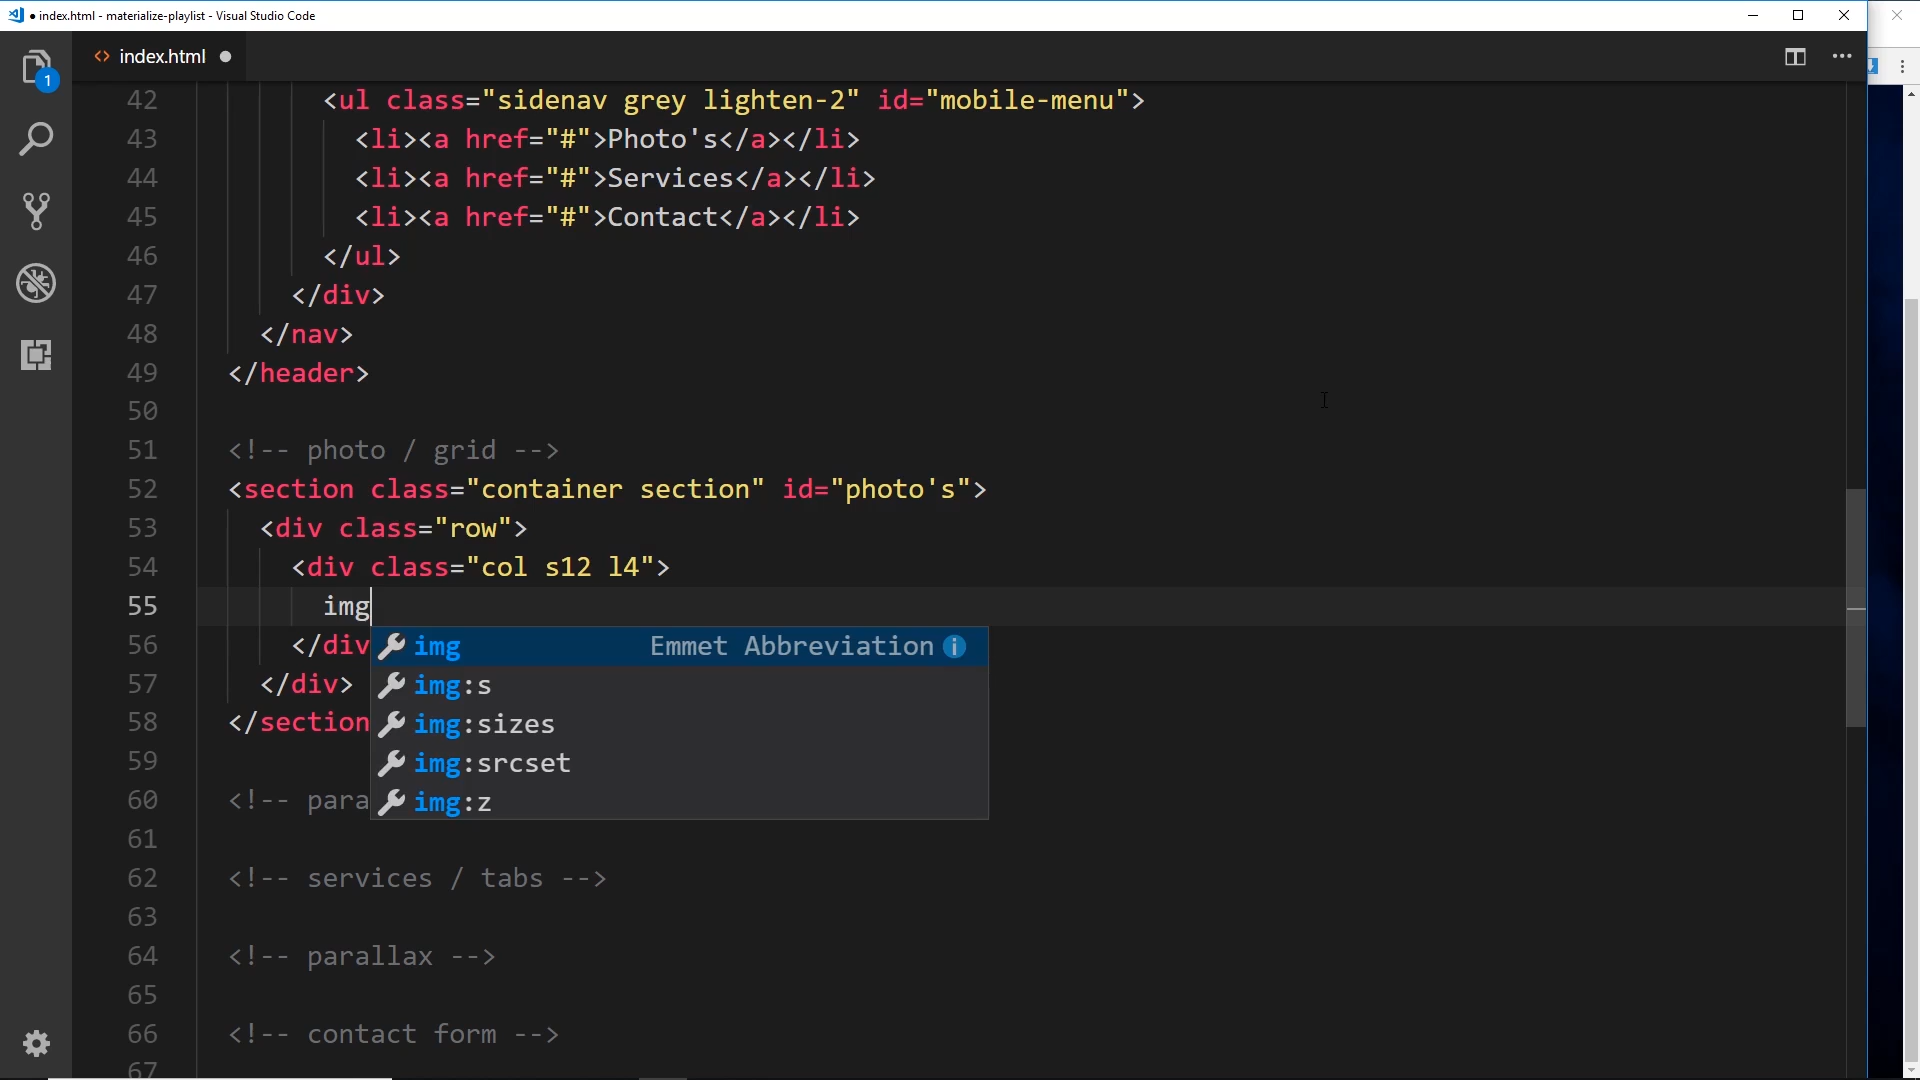 ● index.html - materialize-playlist - Visual Studio Code
1
<> index.html ●
42 <ul class="sidenav grey lighten-2" id="mobile-menu">
43 <li><a href="#">Photo's</a></li>
44 <li><a href="#">Services</a></li>
45 <li><a href="#">Contact</a></li>
46 </ul>
47 </div>
48 </nav>
49 </header>
50
51 <!-- photo / grid -->
52 <section class="container section" id="photo's">
53 <div class="row">
54 <div class="col s12 l4">
55 img
56 </div
img Emmet Abbreviation
57 </div>
img:s
58 </section
img:sizes
59
img:srcset
60 <!-- para
img:z
61
62 <!-- services / tabs -->
63
64 <!-- parallax -->
65
66 <!-- contact form -->
67